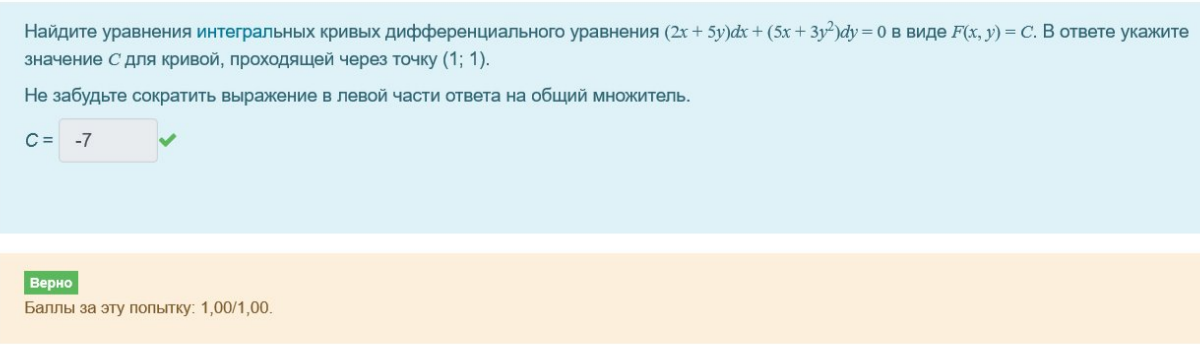 Найдите уравнения интегральных кривых дифференциального уравнения (2x + 5y)dx + (5x + 3y²)dy = 0 в виде F(x, y) = C. В ответе укажите
значение C для кривой, проходящей через точку (1; 1).
Не забудьте сократить выражение в левой части ответа на общий множитель.
C = -7
Верно
Баллы за эту попытку: 1,00/1,00.